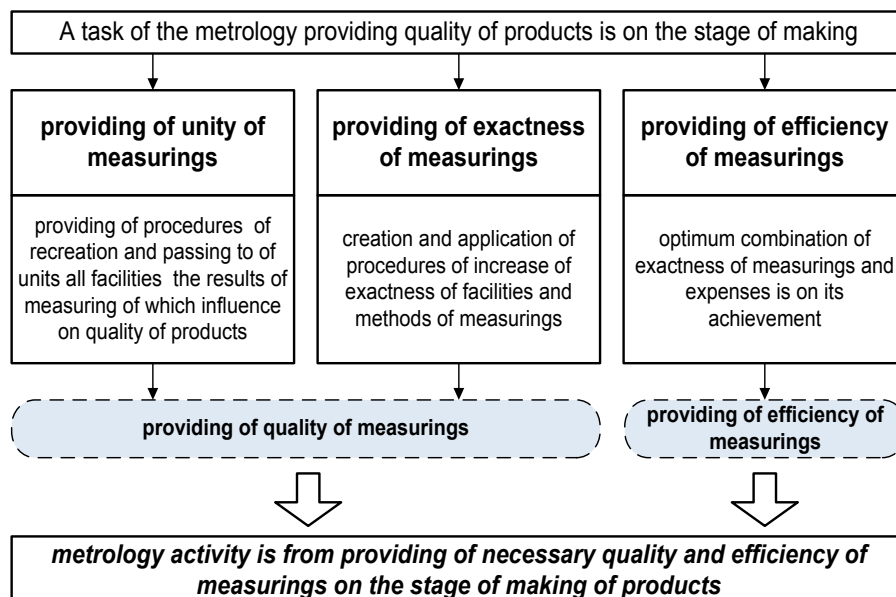 A task of the metrology providing quality of products is on the stage of making
providing of unity of
measurings
providing of procedures of
recreation and passing to of
units all facilities the results of
measuring of which influence
on quality of products
providing of exactness
of measurings
creation and application of
procedures of increase of
exactness of facilities and
methods of measurings
providing of efficiency
of measurings
optimum combination of
exactness of measurings and
expenses is on its
achievement
providing of quality of measurings
providing of efficiency of
measurings
metrology activity is from providing of necessary quality and efficiency of
measurings on the stage of making of products